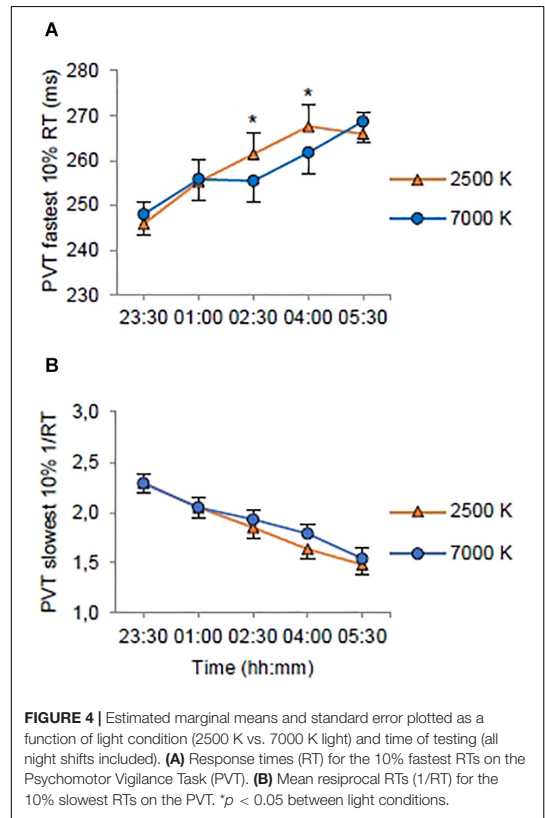 A
PVT fastest 10% RT (ms)
280
270
260
250
240
230
*
*
2500 K
7000 K
23:30 01:00 02:30 04:00 05:30
B
PVT slowest 10% 1/RT
3,0
2,5
2,0
1,5
1,0
2500 K
7000 K
23:30 01:00 02:30 04:00 05:30
Time (hh:mm)
FIGURE 4 | Estimated marginal means and standard error plotted as a
function of light condition (2500 K vs. 7000 K light) and time of testing (all
night shifts included). (A) Response times (RT) for the 10% fastest RTs on the
Psychomotor Vigilance Task (PVT). (B) Mean resiprocal RTs (1/RT) for the
10% slowest RTs on the PVT. *p < 0.05 between light conditions.